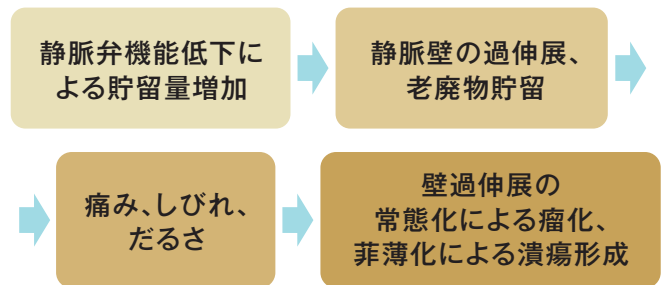 静脈弁機能低下に
よる貯留量増加
静脈壁の過伸展、
老廃物貯留
痛み、しびれ、
だるさ
壁過伸展の
常態化による瘤化、
菲薄化による潰瘍形成